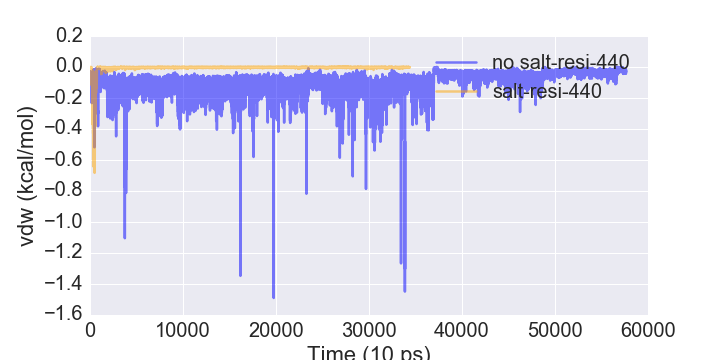 0.2
0.0
−0.2
−0.4
−0.6
−0.8
−1.0
−1.2
−1.4
−1.6
vdw (kcal/mol)
no salt-resi-440
salt-resi-440
0 10000 20000 30000 40000 50000 60000
Time (10 ps)